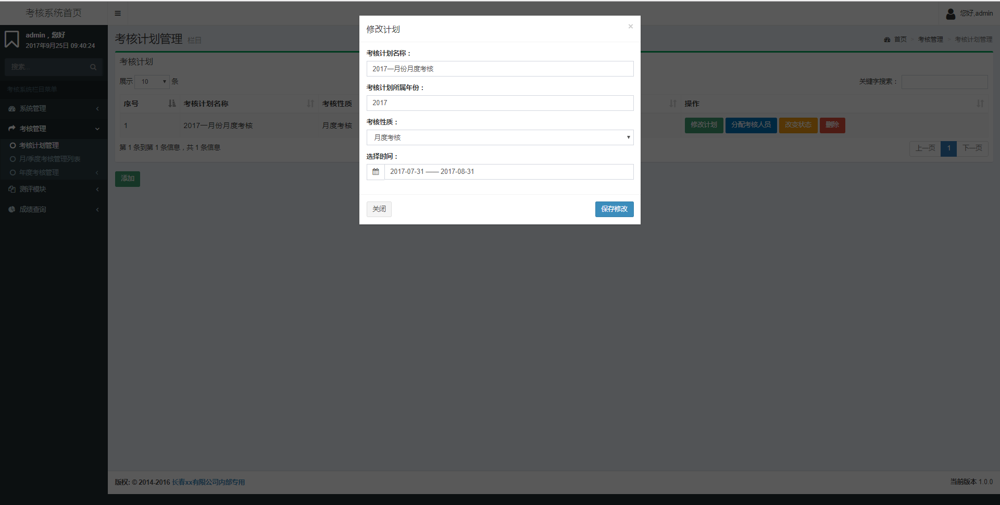 考核系统首页
您好,admin
admin，您好
2017年9月25日 09:40:24
搜索...
考核系统栏目菜单
系统管理
考核管理
考核计划管理
月/季度考核管理列表
年度考核管理
测评模块
成绩查询
考核计划管理 栏目
首页 > 考核管理 > 考核计划管理
考核计划
展示 10 条
关键字搜索：
序号 考核计划名称 考核性质 操作
1 2017一月份月度考核 月度考核 修改计划 分配考核人员 改变状态 删除
第 1 条到第 1 条信息，共 1 条信息
上一页 1 下一页
添加
修改计划 ×
考核计划名称：
2017一月份月度考核
考核计划所属年份：
2017
考核性质：
月度考核
选择时间：
2017-07-31 —— 2017-08-31
关闭 保存修改
版权: © 2014-2016 长春xx有限公司内部专用
当前版本 1.0.0